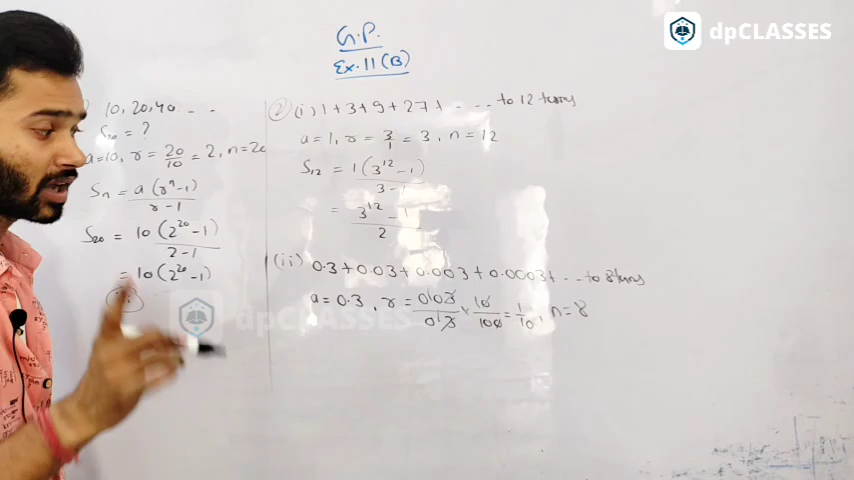 dpCLASSES
G.P.
Ex.11(B)
10, 20, 40 ...
S20 = ?
a=10, r = 20/10 = 2, n=20
Sn = a(r^n-1)/r-1
S20 = 10(2^20-1)/2-1
= 10(2^20-1)
② (i) 1+3+9+27+ ..... to 12 terms
a=1, r = 3/1 = 3, n=12
S12 = 1(3^12-1)/3-1
= 3^12-1/2
(ii) 0.3+0.03+0.003+0.0003+ ... to 8 terms
a=0.3, r = 0.03/0.3 × 10/100 = 1/10, n=8
dpCLASSES